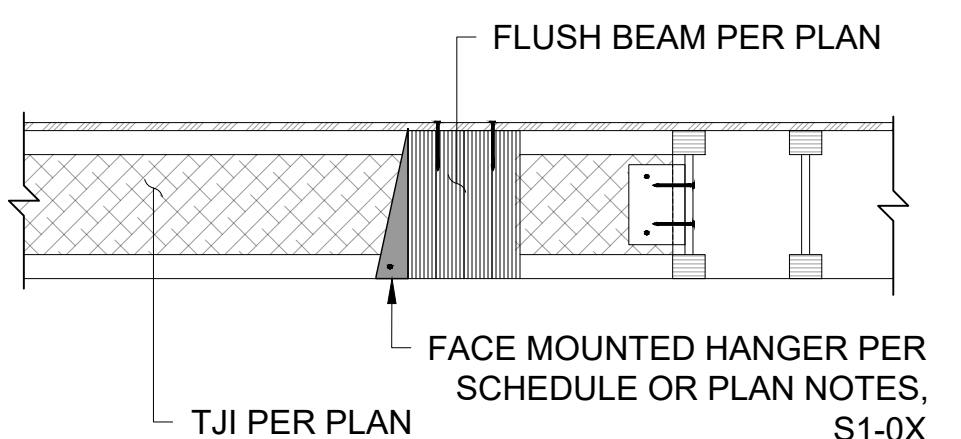 FLUSH BEAM PER PLAN
FACE MOUNTED HANGER PER
SCHEDULE OR PLAN NOTES,
S1-0X
TJI PER PLAN